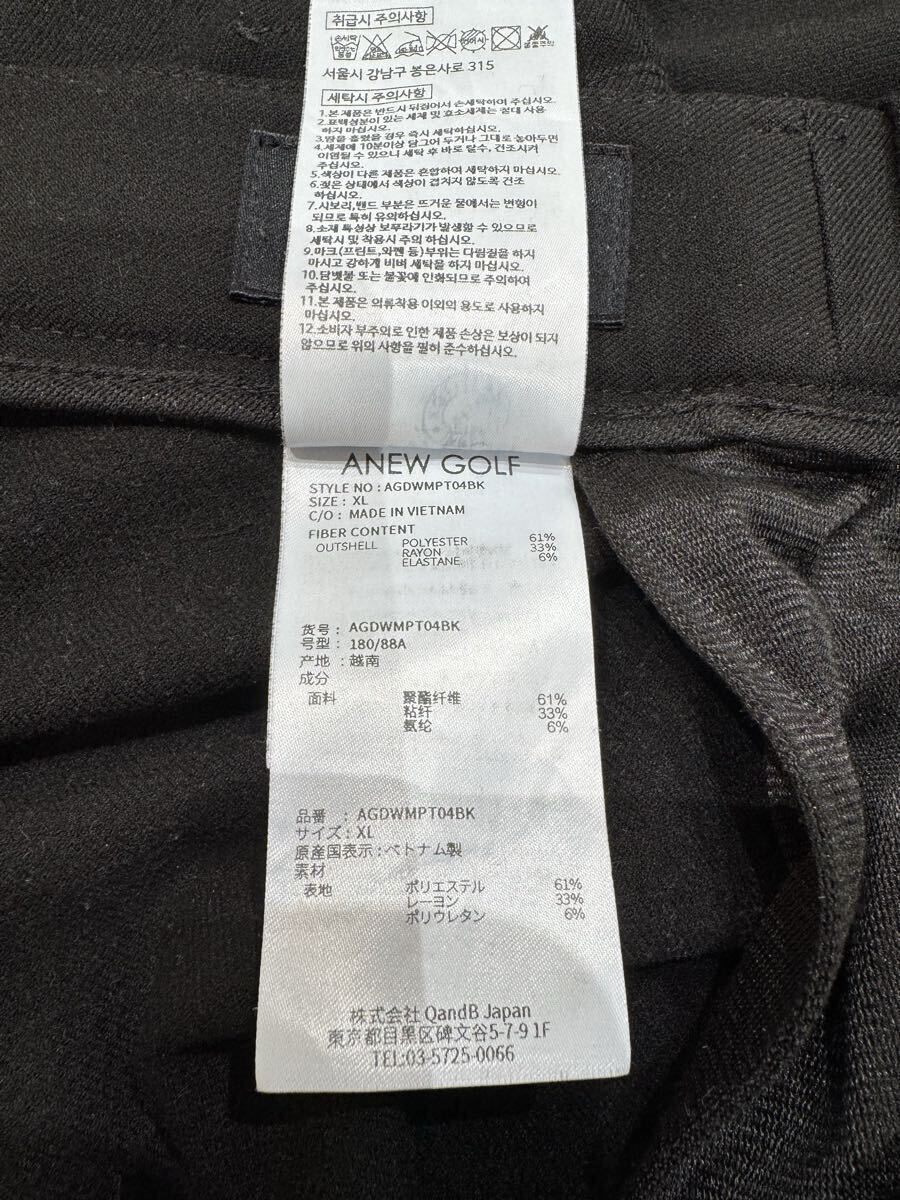 취급시 주의사항
서울시 강남구 봉은사로 315
세탁시 주의사항
1.본 제품은 반드시 뒤집어서 손세탁하여 주십시오.
2.표백성분이 있는 세제 및 효소세제는 절대 사용
하지 마십시오.
3.땀을 흘렸을 경우 즉시 세탁하십시오.
4.세제에 10분이상 담그어 두거나 그대로 놓아두면
이염될 수 있으니 세탁 후 바로 탈수, 건조시켜
주십시오.
5.색상이 다른 제품은 혼합하여 세탁하지 마십시오.
6.젖은 상태에서 색상이 겹치지 않도록 건조
하십시오.
7.시보리,밴드 부분은 뜨거운 물에서는 변형이
되므로 특히 유의하십시오.
8.소재 특성상 보푸라기가 발생할 수 있으므로
세탁시 및 착용시 주의 하십시오.
9.마크(프린트,와펜 등)부위는 다림질을 하지
마시고 강하게 비벼 세탁을 하지 마십시오.
10.담뱃불 또는 불꽃에 인화되므로 주의하여
주십시오.
11.본 제품은 의류착용 이외의 용도로 사용하지
마십시오.
12.소비자 부주의로 인한 제품 손상은 보상이 되지
않으므로 위의 사항을 필히 준수하십시오.
ANEW GOLF
STYLE NO : AGDWMPT04BK
SIZE : XL
C/O : MADE IN VIETNAM
FIBER CONTENT
OUTSHELL POLYESTER 61%
RAYON 33%
ELASTANE 6%
货号 : AGDWMPT04BK
号型 : 180/88A
产地 : 越南
成分
面料 聚酯纤维 61%
粘纤 33%
氨纶 6%
品番 : AGDWMPT04BK
サイズ : XL
原産国表示 : ベトナム製
素材
表地 ポリエステル 61%
レーヨン 33%
ポリウレタン 6%
株式会社 QandB Japan
東京都目黒区碑文谷5-7-9 1F
TEL:03-5725-0066